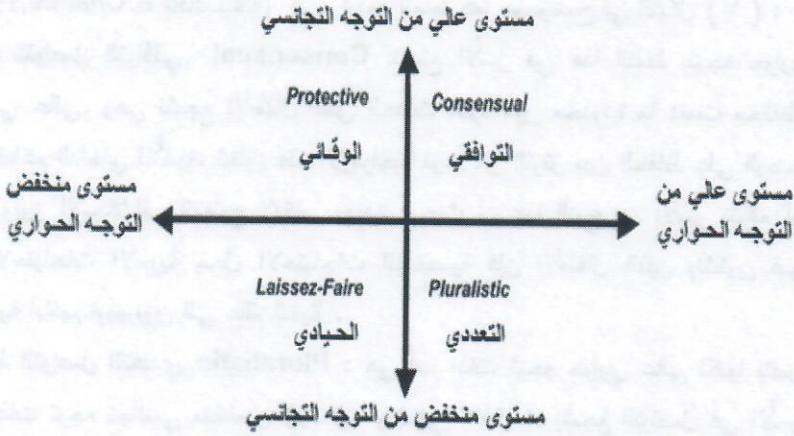 مستوى عالي من التوجه التجانسي
Protective Consensual
الوقائي التوافقي
مستوى منخفض من التوجه الحواري
مستوى عالي من التوجه الحواري
Laissez-Faire Pluralistic
الحيادي التعددي
مستوى منخفض من التوجه التجانسي